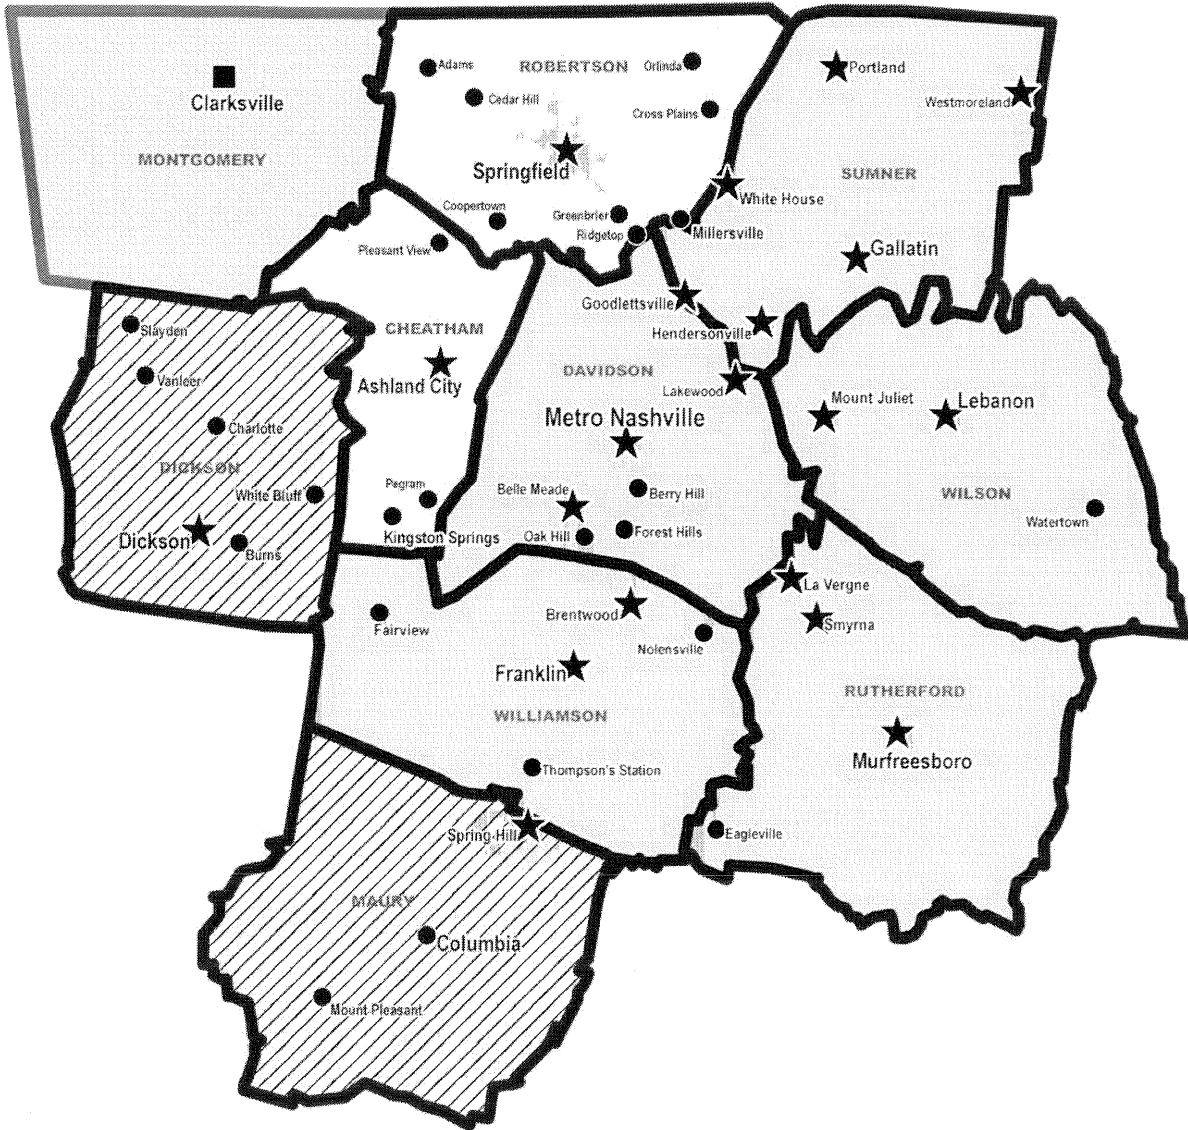 Adams
ROBERTSON
Orlinda
Portland
Cedar Hill
Westmoreland
Clarksville
Cross Plains
MONTGOMERY
Springfield
SUMNER
White House
Coopertown
Greenbrier
Ridgetop
Millersville
Pleasant View
Gallatin
Goodlettsville
Slayden
CHEATHAM
Hendersonville
DAVIDSON
Vanleer
Ashland City
Lakewood
Mount Juliet
Lebanon
Metro Nashville
Charlotte
DICKSON
White Bluff
Pegram
Belle Meade
Berry Hill
WILSON
Watertown
Dickson
Burns
Kingston Springs
Oak Hill
Forest Hills
La Vergne
Brentwood
Smyrna
Fairview
Nolensville
Franklin
RUTHERFORD
WILLIAMSON
Murfreesboro
Thompson's Station
Spring Hill
Eagleville
MAURY
Columbia
Mount Pleasant